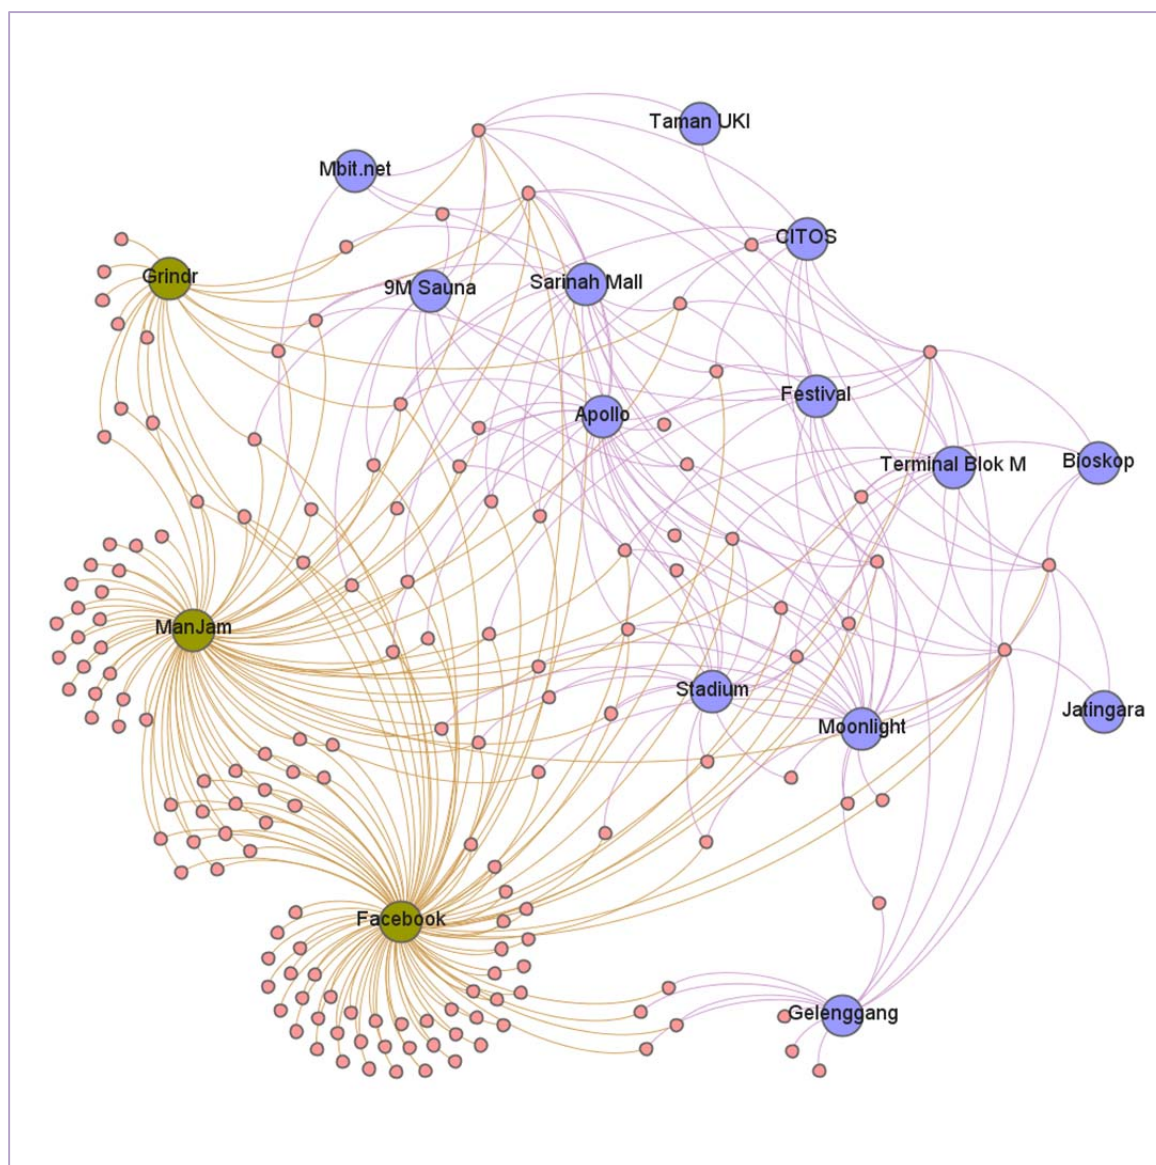 Taman UKI
Mbit.net
CITOS
Grindr
9M Sauna
Sarinah Mall
Festival
Apollo
Terminal Blok M
Bioskop
ManJam
Stadium
Moonlight
Jatingara
Facebook
Gelenggang